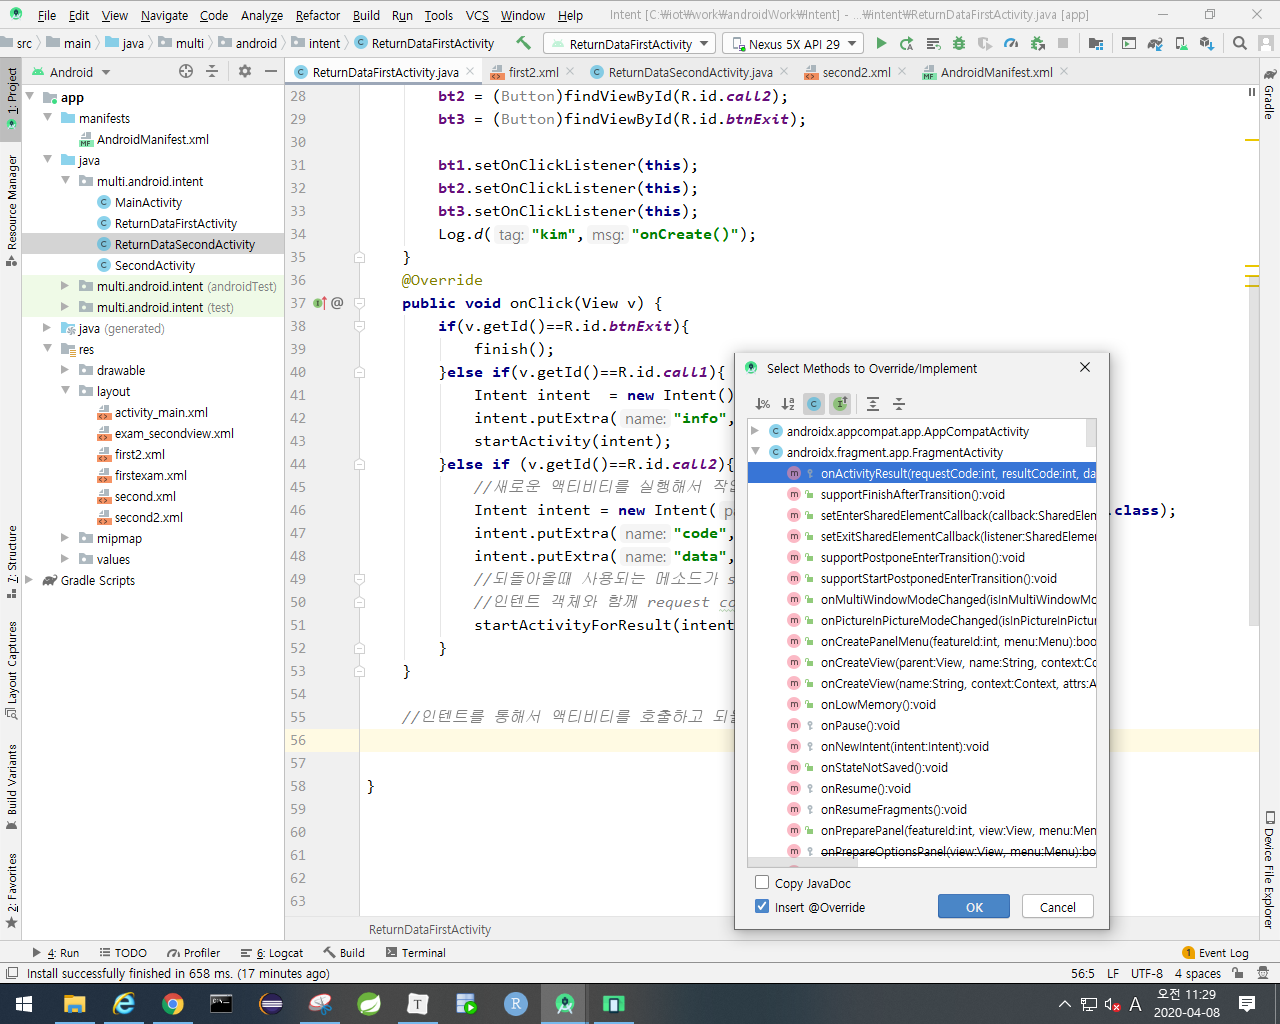 File Edit View Navigate Code Analyze Refactor Build Run Tools VCS Window Help Intent [C:₩iot₩work₩androidWork₩Intent] - ...₩intent₩ReturnDataFirstActivity.java [app]
src main java multi android intent ReturnDataFirstActivity ReturnDataFirstActivity Nexus 5X API 29
Android ReturnDataFirstActivity.java first2.xml ReturnDataSecondActivity.java second2.xml AndroidManifest.xml
1: Project
Resource Manager
7: Structure
Layout Captures
Build Variants
2: Favorites
app
manifests
AndroidManifest.xml
java
multi.android.intent
MainActivity
ReturnDataFirstActivity
ReturnDataSecondActivity
SecondActivity
multi.android.intent (androidTest)
multi.android.intent (test)
java (generated)
res
drawable
layout
activity_main.xml
exam_secondview.xml
first2.xml
firstexam.xml
second.xml
second2.xml
mipmap
values
Gradle Scripts
28 bt2 = (Button)findViewById(R.id.call2);
29 bt3 = (Button)findViewById(R.id.btnExit);
30
31 bt1.setOnClickListener(this);
32 bt2.setOnClickListener(this);
33 bt3.setOnClickListener(this);
34 Log.d( tag: "kim", msg: "onCreate()");
35 }
36 @Override
37 public void onClick(View v) {
38 if(v.getId()==R.id.btnExit){
39 finish();
40 }else if(v.getId()==R.id.call1){
41 Intent intent = new Intent()
42 intent.putExtra( name: "info",
43 startActivity(intent);
44 }else if (v.getId()==R.id.call2){
45 //새로운 액티비티를 실행해서 작업
46 Intent intent = new Intent( .class);
47 intent.putExtra( name: "code",
48 intent.putExtra( name: "data",
49 //되돌아올때 사용되는 메소드가 s
50 //인텐트 객체와 함께 request co
51 startActivityForResult(intent
52 }
53 }
54
55 //인텐트를 통해서 액티비티를 호출하고 되
56
57
58 }
59
60
61
62
63
ReturnDataFirstActivity
Select Methods to Override/Implement
androidx.appcompat.app.AppCompatActivity
androidx.fragment.app.FragmentActivity
onActivityResult(requestCode:int, resultCode:int, da
supportFinishAfterTransition():void
setEnterSharedElementCallback(callback:SharedElem
setExitSharedElementCallback(listener:SharedElemen
supportPostponeEnterTransition():void
supportStartPostponedEnterTransition():void
onMultiWindowModeChanged(isInMultiWindowMo
onPictureInPictureModeChanged(isInPictureInPictur
onCreatePanelMenu(featureId:int, menu:Menu):boo
onCreateView(parent:View, name:String, context:Co
onCreateView(name:String, context:Context, attrs:A
onLowMemory():void
onPause():void
onNewIntent(intent:Intent):void
onStateNotSaved():void
onResume():void
onResumeFragments():void
onPreparePanel(featureId:int, view:View, menu:Men
onPrepareOptionsPanel(view:View, menu:Menu):bo
Copy JavaDoc
Insert @Override
OK Cancel
Gradle
Device File Explorer
4: Run TODO Profiler 6: Logcat Build Terminal 1 Event Log
Install successfully finished in 658 ms. (17 minutes ago) 56:5 LF UTF-8 4 spaces
A 오전 11:29
2020-04-08